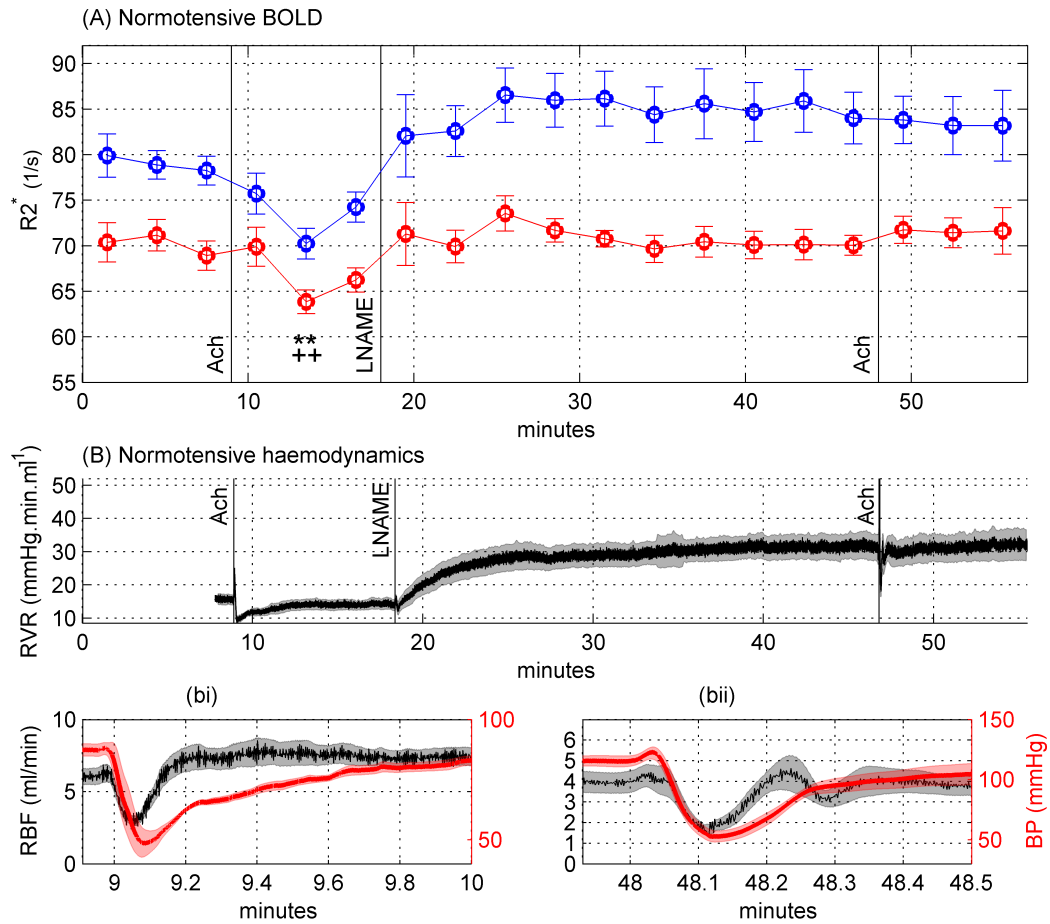 (A) Normotensive BOLD
R2* (1/s)
90
85
80
75
70
65
60
55
Ach
**
++
LNAME
Ach
0 10 20 30 40 50
minutes
(B) Normotensive haemodynamics
RVR (mmHg.min.ml1)
50
40
30
20
10
Ach
LNAME
Ach
0 10 20 30 40 50
minutes
(bi)
RBF (ml/min)
10
5
0
100
50
9 9.2 9.4 9.6 9.8 10
minutes
(bii)
6
5
4
3
2
1
0
150
100
50
BP (mmHg)
48 48.1 48.2 48.3 48.4 48.5
minutes